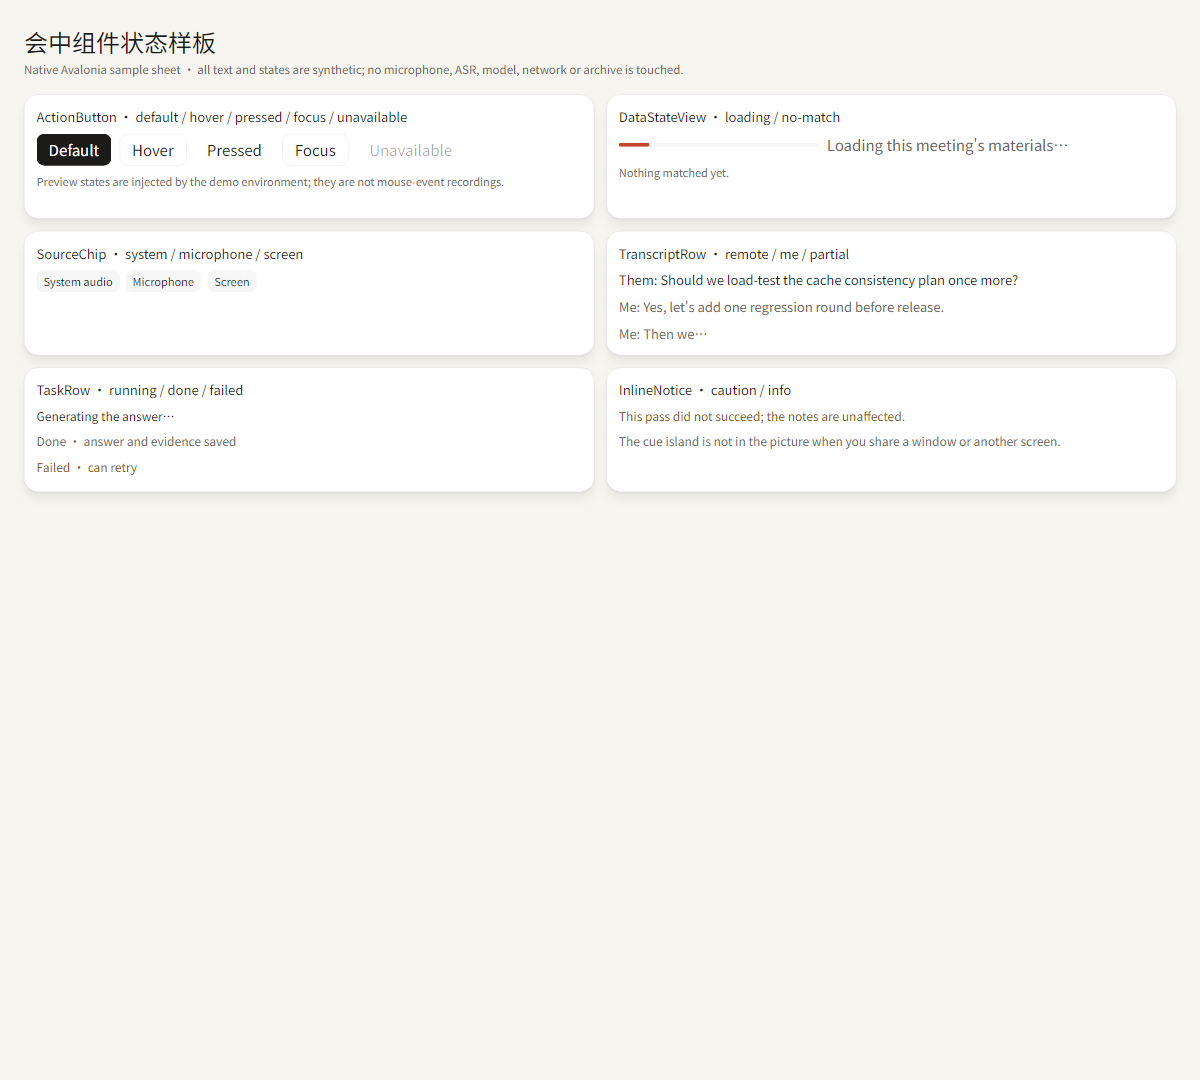 会中组件状态样板
Native Avalonia sample sheet • all text and states are synthetic; no microphone, ASR, model, network or archive is touched.
ActionButton • default / hover / pressed / focus / unavailable
Default Hover Pressed Focus Unavailable
Preview states are injected by the demo environment; they are not mouse-event recordings.
DataStateView • loading / no-match
Loading this meeting's materials⋯
Nothing matched yet.
SourceChip • system / microphone / screen
System audio Microphone Screen
TranscriptRow • remote / me / partial
Them: Should we load-test the cache consistency plan once more?
Me: Yes, let's add one regression round before release.
Me: Then we⋯
TaskRow • running / done / failed
Generating the answer⋯
Done • answer and evidence saved
Failed • can retry
InlineNotice • caution / info
This pass did not succeed; the notes are unaffected.
The cue island is not in the picture when you share a window or another screen.